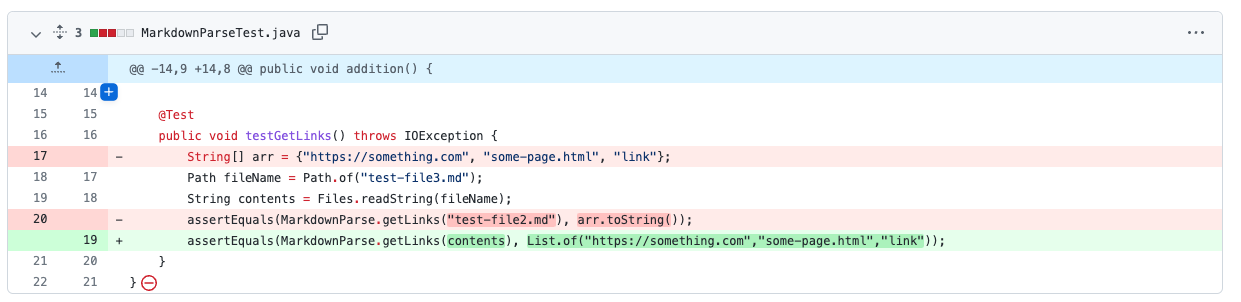 3 MarkdownParseTest.java
@@ -14,9 +14,8 @@ public void addition() {
14 14
15 15 @Test
16 16 public void testGetLinks() throws IOException {
17 - String[] arr = {"https://something.com", "some-page.html", "link"};
18 17 Path fileName = Path.of("test-file3.md");
19 18 String contents = Files.readString(fileName);
20 - assertEquals(MarkdownParse.getLinks("test-file2.md"), arr.toString());
19 + assertEquals(MarkdownParse.getLinks(contents), List.of("https://something.com","some-page.html","link"));
21 20 }
22 21 }